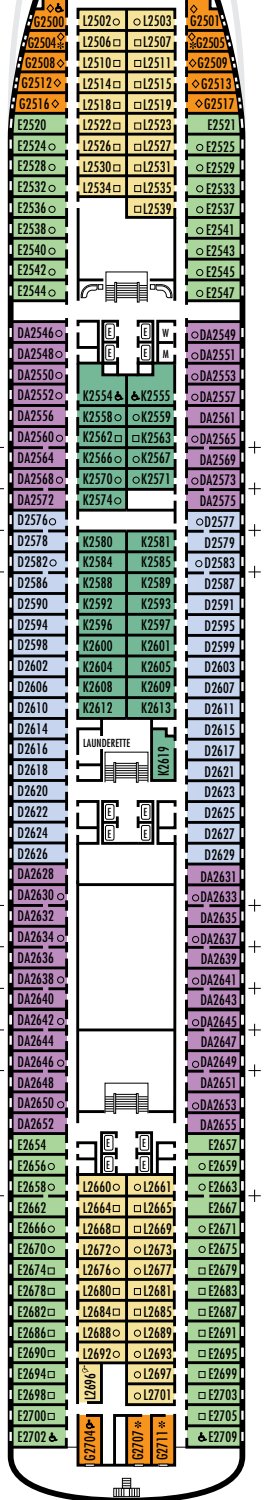 G2500 L2502 L2503 G2501
G2504 L2506 L2507 G2505
G2508 L2510 L2511 G2509
G2512 L2514 L2515 G2513
G2516 L2518 L2519 G2517
E2520 L2522 L2523 E2521
E2524 L2526 L2527 E2525
E2528 L2530 L2531 E2529
E2532 L2534 L2535 E2533
E2536 L2539 E2537
E2538 E2541
E2540 E2543
E2542 E2545
E2544 E2547
DA2546 E E W DA2549
DA2548 E E M DA2551
DA2550 DA2553
DA2552 K2554 K2555 DA2557
DA2556 K2558 K2559 DA2561
DA2560 K2562 K2563 DA2565
DA2564 K2566 K2567 DA2569
DA2568 K2570 K2571 DA2573
DA2572 K2574 DA2575
D2576 D2577
D2578 K2580 K2581 D2579
D2582 K2584 K2585 D2583
D2586 K2588 K2589 D2587
D2590 K2592 K2593 D2591
D2594 K2596 K2597 D2595
D2598 K2600 K2601 D2599
D2602 K2604 K2605 D2603
D2606 K2608 K2609 D2607
D2610 K2612 K2613 D2611
D2614 D2615
D2616 LAUNDERETTE K2619 D2617
D2618 D2621
D2620 D2623
D2622 E E D2625
D2624 E E D2627
D2626 D2629
DA2628 DA2631
DA2630 DA2633
DA2632 DA2635
DA2634 DA2637
DA2636 DA2639
DA2638 DA2641
DA2640 DA2643
DA2642 DA2645
DA2644 DA2647
DA2646 DA2649
DA2648 DA2651
DA2650 DA2653
DA2652 DA2655
E2654 E E E2657
E2656 E E E2659
E2658 L2660 L2661 E2663
E2662 L2664 L2665 E2667
E2666 L2668 L2669 E2671
E2670 L2672 L2673 E2675
E2674 L2676 L2677 E2679
E2678 L2680 L2681 E2683
E2682 L2684 L2685 E2687
E2686 L2688 L2689 E2691
E2690 L2692 L2693 E2695
E2694 L2696 L2697 E2699
E2698 L2701 E2703
E2700 E2705
E2702 G2704 G2707 G2711 E2709